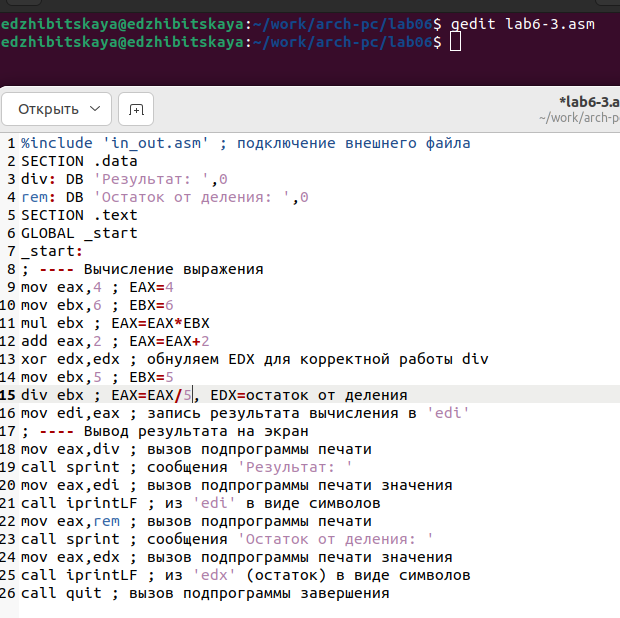 edzhibitskaya@edzhibitskaya:~/work/arch-pc/lab06$ gedit lab6-3.asm
edzhibitskaya@edzhibitskaya:~/work/arch-pc/lab06$
Открыть
*lab6-3.a
~/work/arch-p
1 %include 'in_out.asm' ; подключение внешнего файла
2 SECTION .data
3 div: DB 'Результат: ',0
4 rem: DB 'Остаток от деления: ',0
5 SECTION .text
6 GLOBAL _start
7 _start:
8 ; ---- Вычисление выражения
9 mov eax,4 ; EAX=4
10 mov ebx,6 ; EBX=6
11 mul ebx ; EAX=EAX*EBX
12 add eax,2 ; EAX=EAX+2
13 xor edx,edx ; обнуляем EDX для корректной работы div
14 mov ebx,5 ; EBX=5
15 div ebx ; EAX=EAX/5, EDX=остаток от деления
16 mov edi,eax ; запись результата вычисления в 'edi'
17 ; ---- Вывод результата на экран
18 mov eax,div ; вызов подпрограммы печати
19 call sprint ; сообщения 'Результат: '
20 mov eax,edi ; вызов подпрограммы печати значения
21 call iprintLF ; из 'edi' в виде символов
22 mov eax,rem ; вызов подпрограммы печати
23 call sprint ; сообщения 'Остаток от деления: '
24 mov eax,edx ; вызов подпрограммы печати значения
25 call iprintLF ; из 'edx' (остаток) в виде символов
26 call quit ; вызов подпрограммы завершения